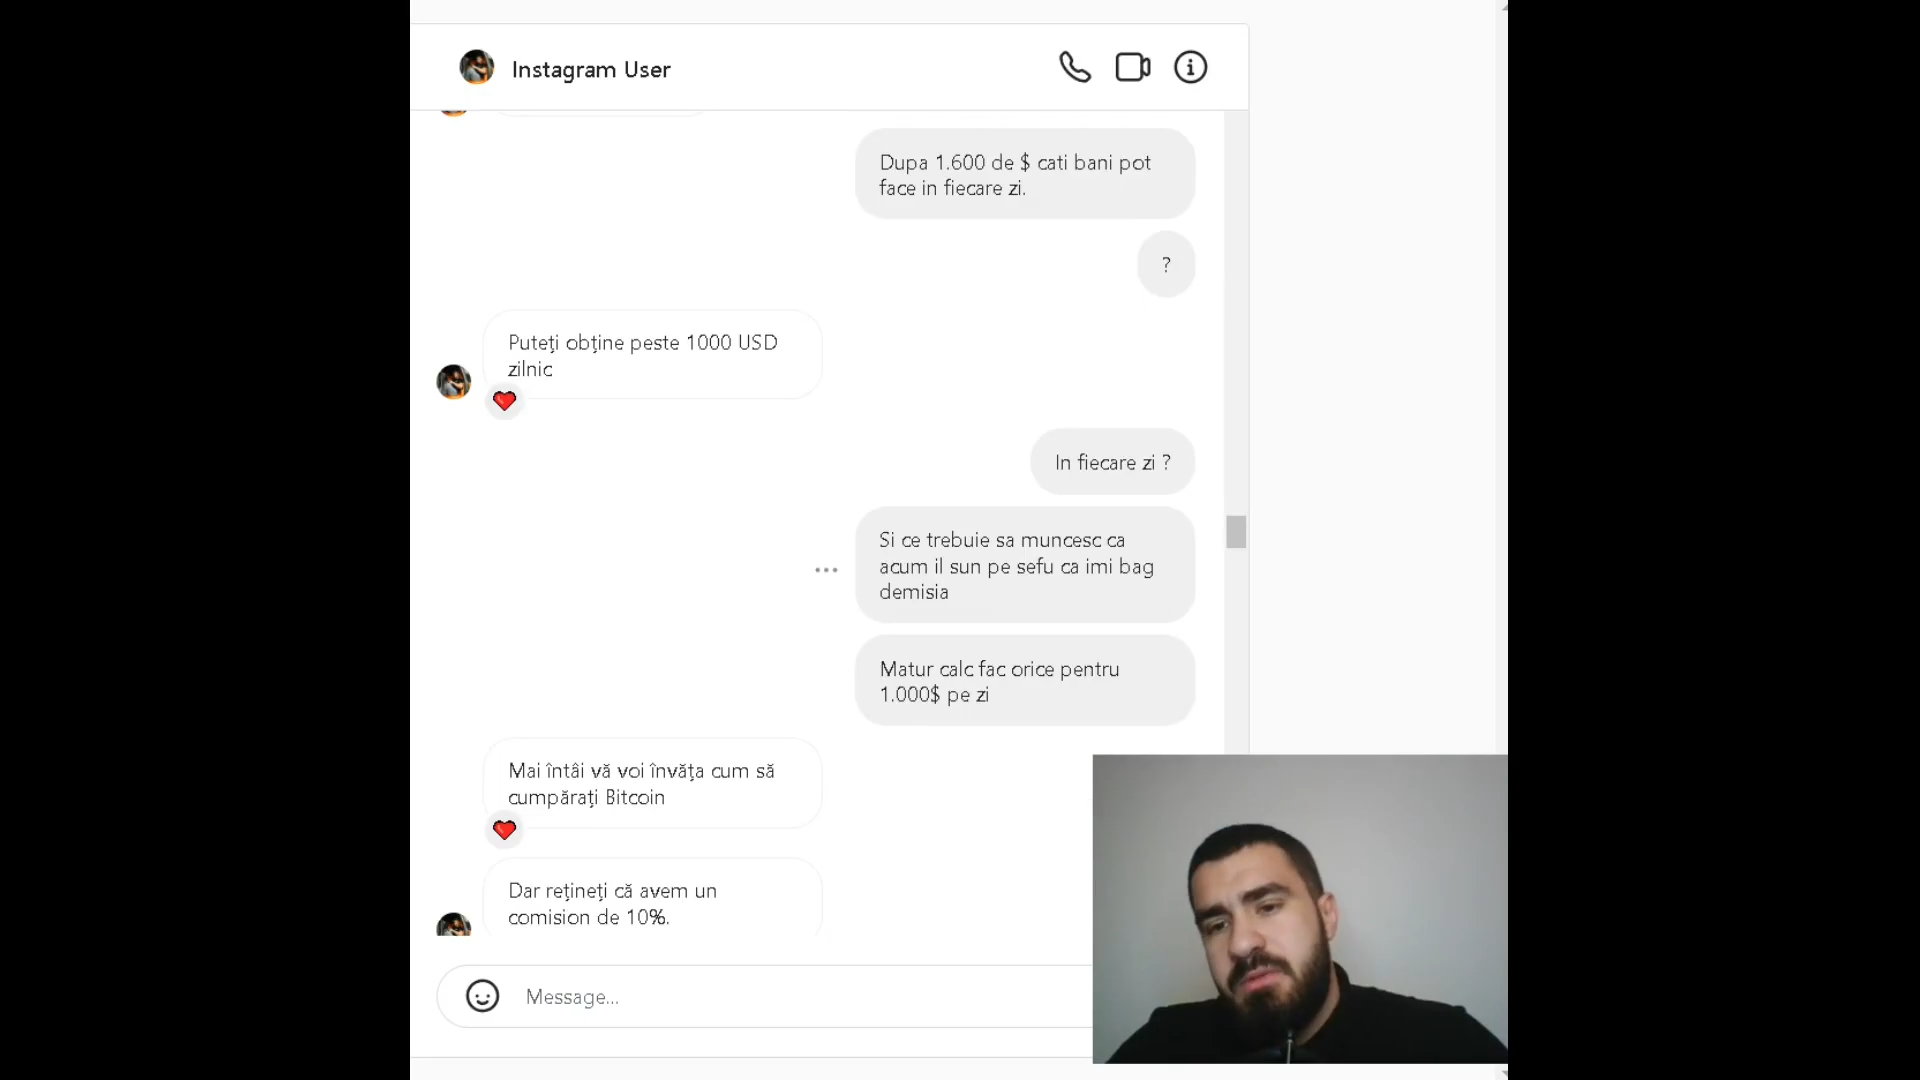 Instagram User
Dupa 1.600 de $ cati bani pot
face in fiecare zi.
?
Puteți obține peste 1000 USD
zilnic
In fiecare zi ?
Si ce trebuie sa muncesc ca
acum il sun pe sefu ca imi bag
demisia
Matur calc fac orice pentru
1.000$ pe zi
Mai întâi vă voi învăța cum să
cumpărați Bitcoin
Dar rețineți că avem un
comision de 10%.
Message...